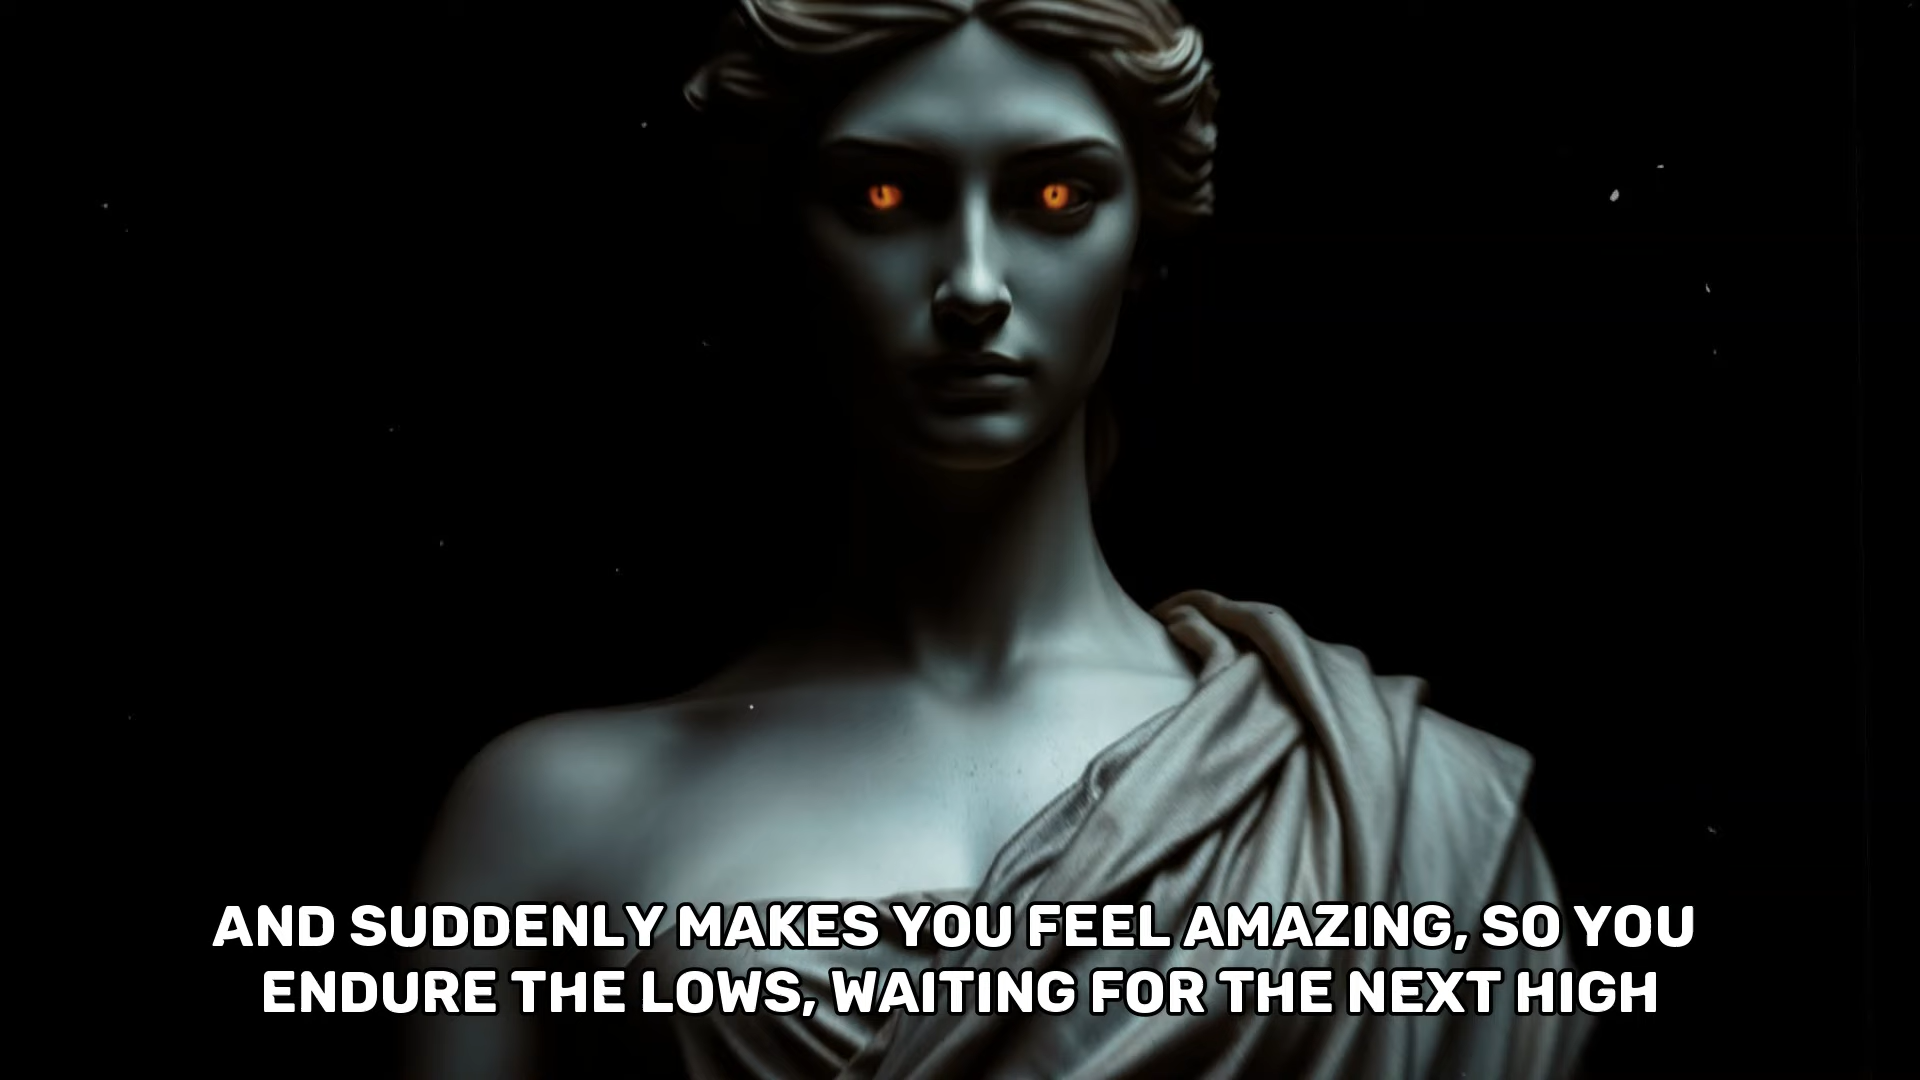 AND SUDDENLY MAKES YOU FEEL AMAZING, SO YOU
ENDURE THE LOWS, WAITING FOR THE NEXT HIGH